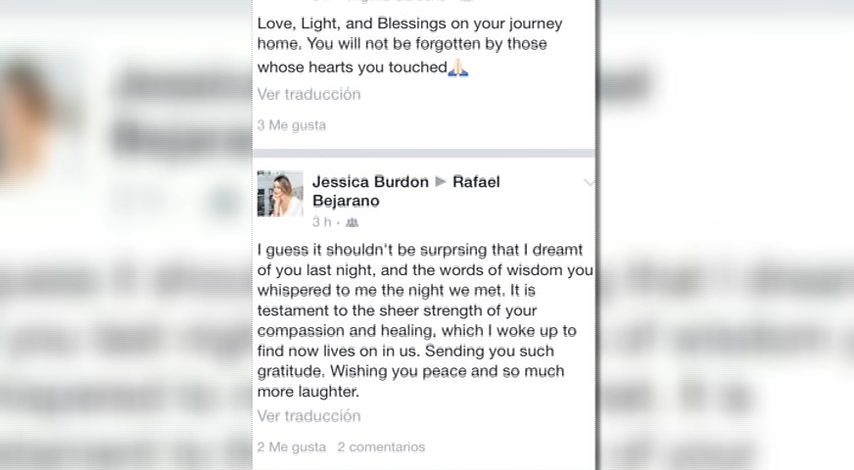 Love, Light, and Blessings on your journey
home. You will not be forgotten by those
whose hearts you touched🙏🏻
Ver traducción
3 Me gusta
Jessica Burdon ▶ Rafael
Bejarano
3 h ·
I guess it shouldn't be surprsing that I dreamt
of you last night, and the words of wisdom you
whispered to me the night we met. It is
testament to the sheer strength of your
compassion and healing, which I woke up to
find now lives on in us. Sending you such
gratitude. Wishing you peace and so much
more laughter.
Ver traducción
2 Me gusta 2 comentarios